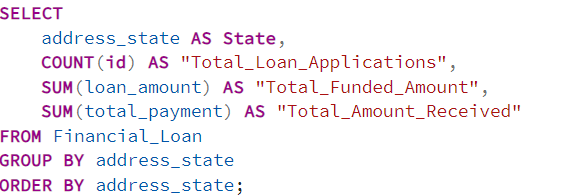 SELECT
address_state AS State,
COUNT(id) AS "Total_Loan_Applications",
SUM(loan_amount) AS "Total_Funded_Amount",
SUM(total_payment) AS "Total_Amount_Received"
FROM Financial_Loan
GROUP BY address_state
ORDER BY address_state;